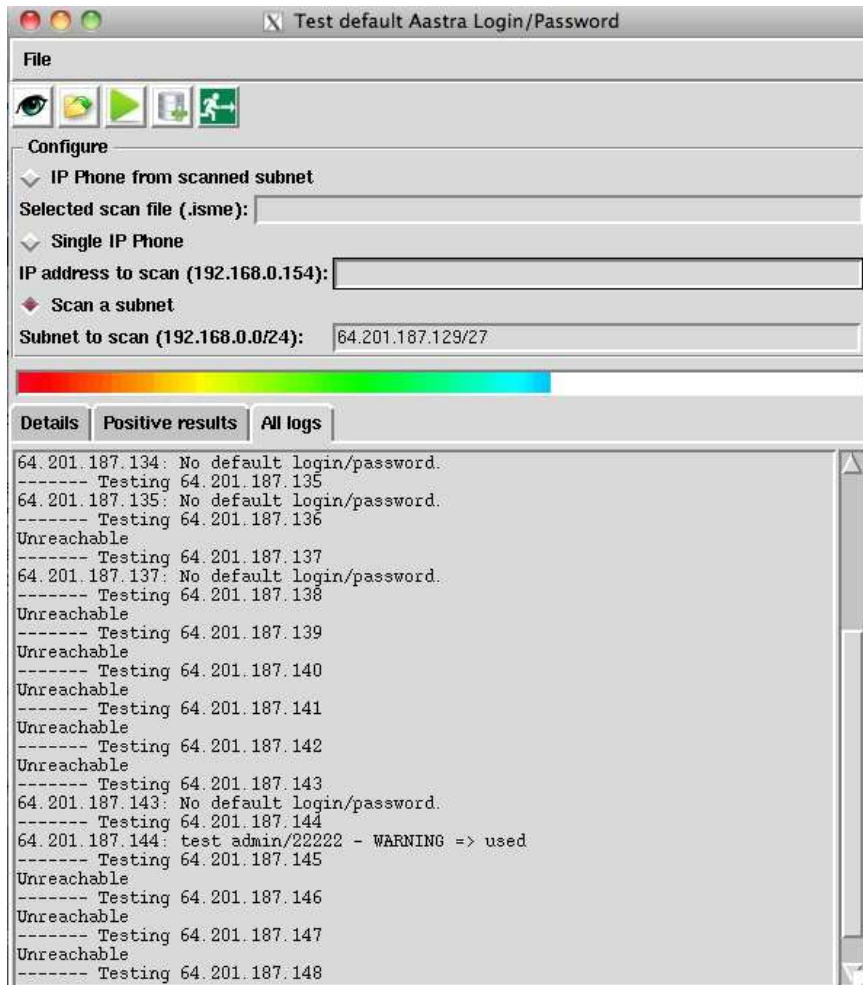 Test default Aastra Login/Password
File
Configure
IP Phone from scanned subnet
Selected scan file (.isme):
Single IP Phone
IP address to scan (192.168.0.154):
Scan a subnet
Subnet to scan (192.168.0.0/24): 64.201.187.129/27
Details Positive results All logs
64.201.187.134: No default login/password.
------- Testing 64.201.187.135
64.201.187.135: No default login/password.
------- Testing 64.201.187.136
Unreachable
------- Testing 64.201.187.137
64.201.187.137: No default login/password.
------- Testing 64.201.187.138
Unreachable
------- Testing 64.201.187.139
Unreachable
------- Testing 64.201.187.140
Unreachable
------- Testing 64.201.187.141
Unreachable
------- Testing 64.201.187.142
Unreachable
------- Testing 64.201.187.143
64.201.187.143: No default login/password.
------- Testing 64.201.187.144
64.201.187.144: test admin/22222 - WARNING => used
------- Testing 64.201.187.145
Unreachable
------- Testing 64.201.187.146
Unreachable
------- Testing 64.201.187.147
Unreachable
------- Testing 64.201.187.148